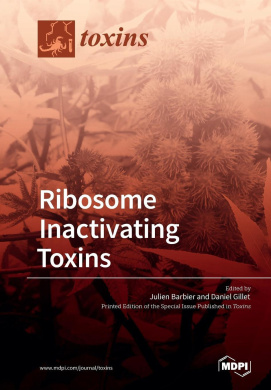 toxins
Ribosome
Inactivating
Toxins
Edited by
Julien Barbier and Daniel Gillet
Printed Edition of the Special Issue Published in Toxins
www.mdpi.com/journal/toxins
MDPI